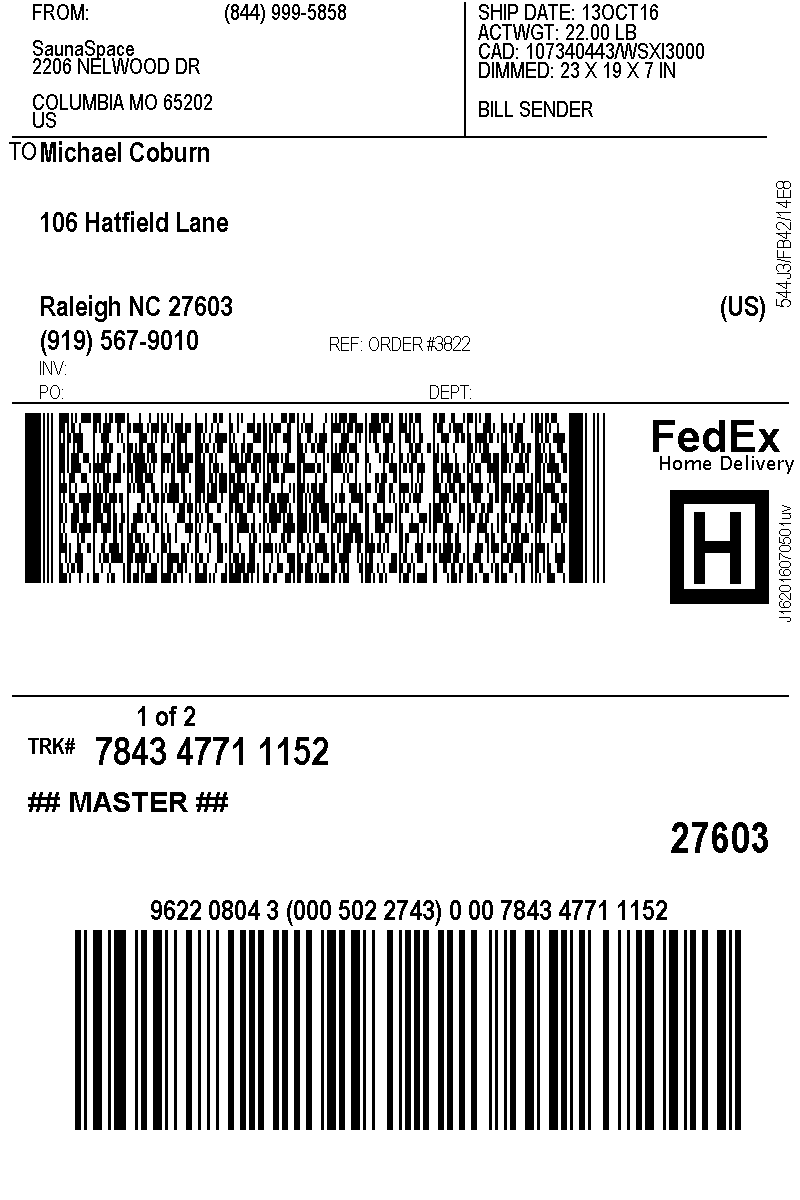 FROM: (844) 999-5858
SaunaSpace
2206 NELWOOD DR
COLUMBIA MO 65202
US
SHIP DATE: 13OCT16
ACTWGT: 22.00 LB
CAD: 107340443/WSXI3000
DIMMED: 23 X 19 X 7 IN
BILL SENDER
TO Michael Coburn
106 Hatfield Lane
Raleigh NC 27603 (US)
(919) 567-9010 REF: ORDER #3822
INV:
PO: DEPT:
544J3/FB42/14E8
FedEx
Home Delivery
H
J162016070501uv
1 of 2
TRK# 7843 4771 1152
## MASTER ##
27603
9622 0804 3 (000 502 2743) 0 00 7843 4771 1152